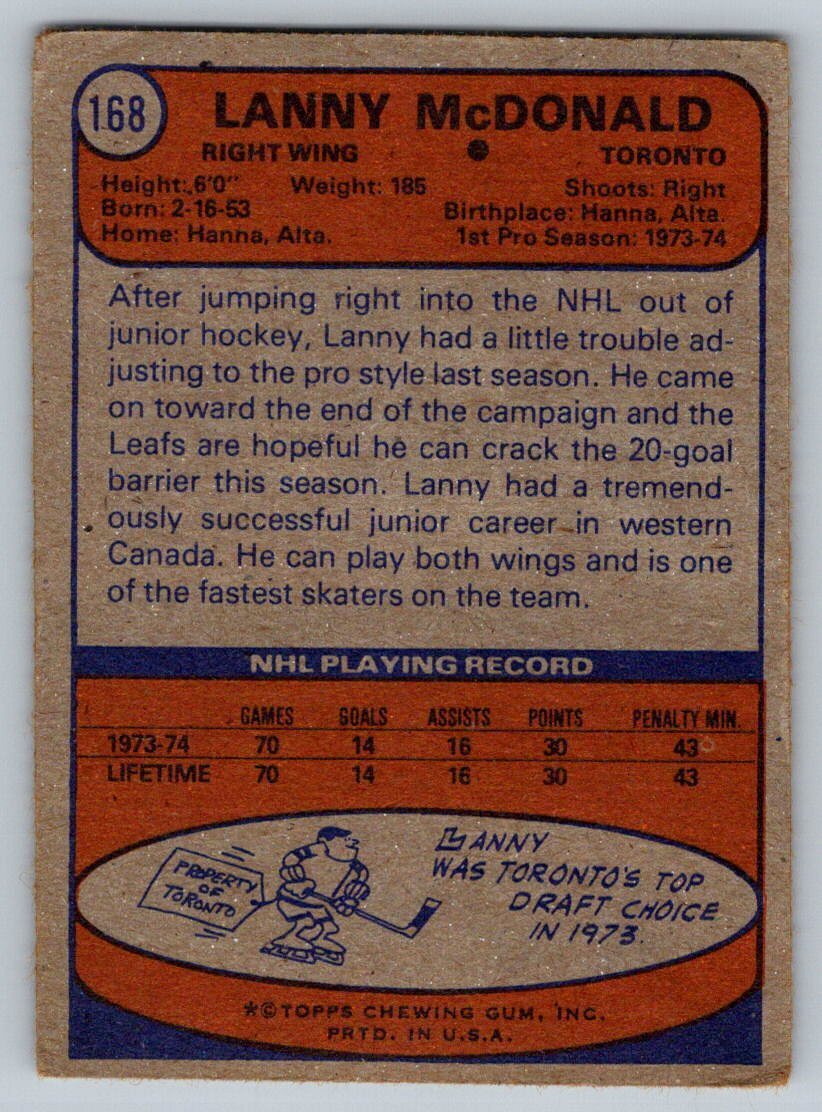 168
LANNY McDONALD
RIGHT WING • TORONTO
Height: 6'0" Weight: 185 Shoots: Right
Born: 2-16-53 Birthplace: Hanna, Alta.
Home: Hanna, Alta. 1st Pro Season: 1973-74
After jumping right into the NHL out of
junior hockey, Lanny had a little trouble ad-
justing to the pro style last season. He came
on toward the end of the campaign and the
Leafs are hopeful he can crack the 20-goal
barrier this season. Lanny had a tremend-
ously successful junior career in western
Canada. He can play both wings and is one
of the fastest skaters on the team.
NHL PLAYING RECORD
GAMES GOALS ASSISTS POINTS PENALTY MIN.
1973-74 70 14 16 30 43
LIFETIME 70 14 16 30 43
PROPERTY
OF
TORONTO
LANNY
WAS TORONTO'S TOP
DRAFT CHOICE
IN 1973.
*©TOPPS CHEWING GUM, INC.
PRTD. IN U.S.A.